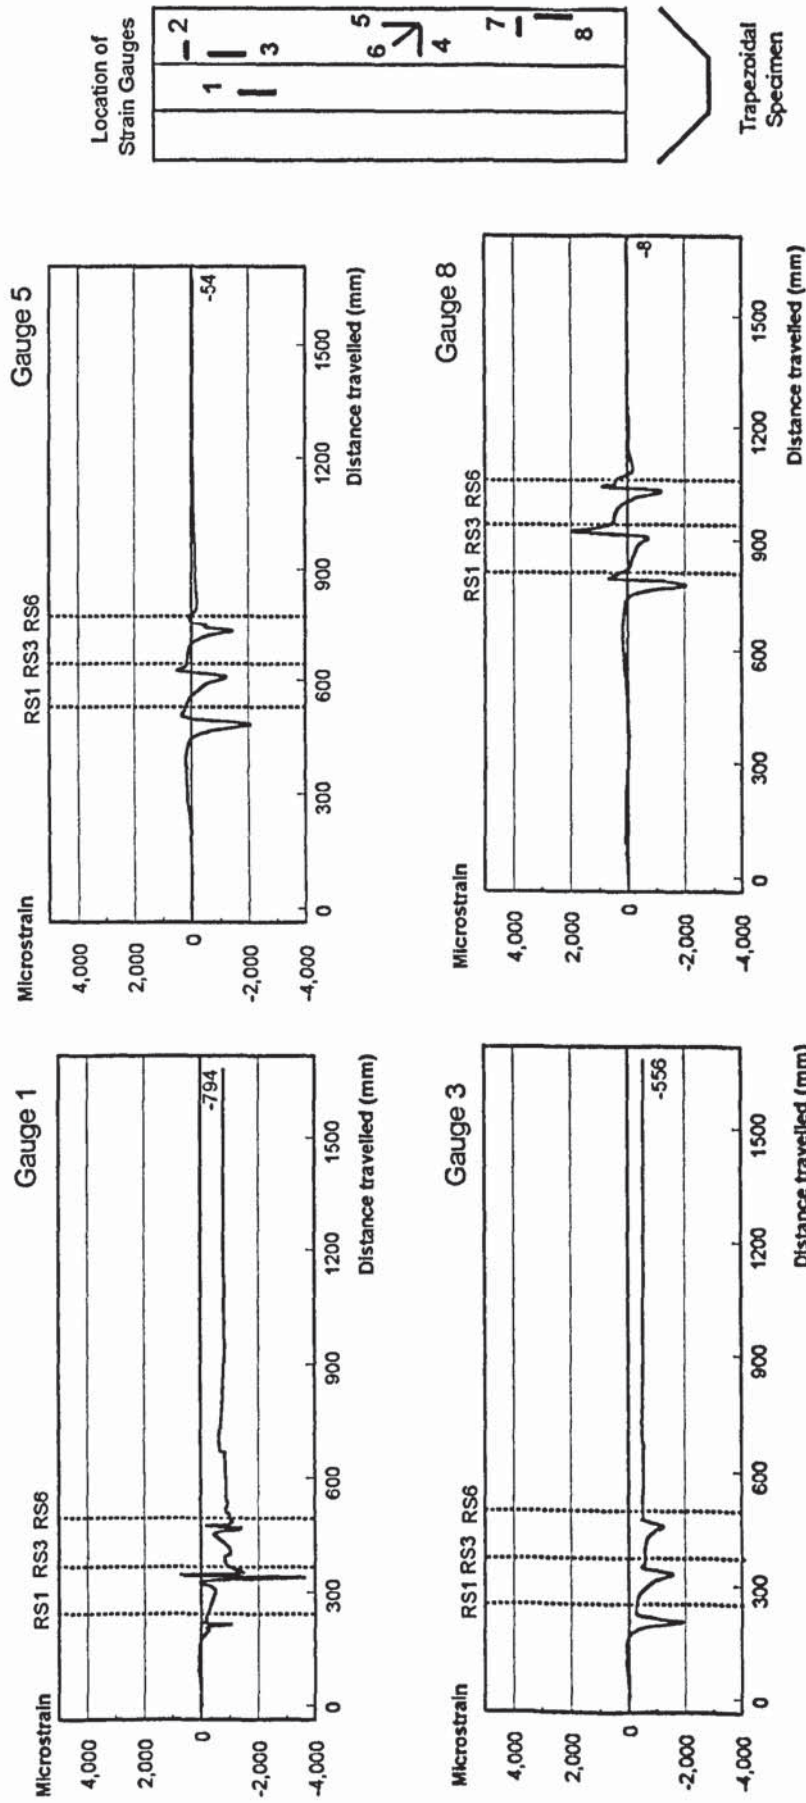 Gauge 1
Microstrain
4,000
2,000
0
-2,000
-4,000
RS1 RS3 RS6
-794
0
300
600
900
1200
1500
Distance travelled (mm)
Gauge 5
Microstrain
4,000
2,000
0
-2,000
-4,000
RS1 RS3 RS6
-54
0
300
600
900
1200
1500
Distance travelled (mm)
Location of
Strain Gauges
1
2
3
4
5
6
7
8
Trapezoidal
Specimen
Gauge 3
Microstrain
4,000
2,000
0
-2,000
-4,000
RS1 RS3 RS6
-556
0
300
600
900
1200
1500
Distance travelled (mm)
Gauge 8
Microstrain
4,000
2,000
0
-2,000
-4,000
RS1 RS3 RS6
-8
0
300
600
900
1200
1500
Distance travelled (mm)